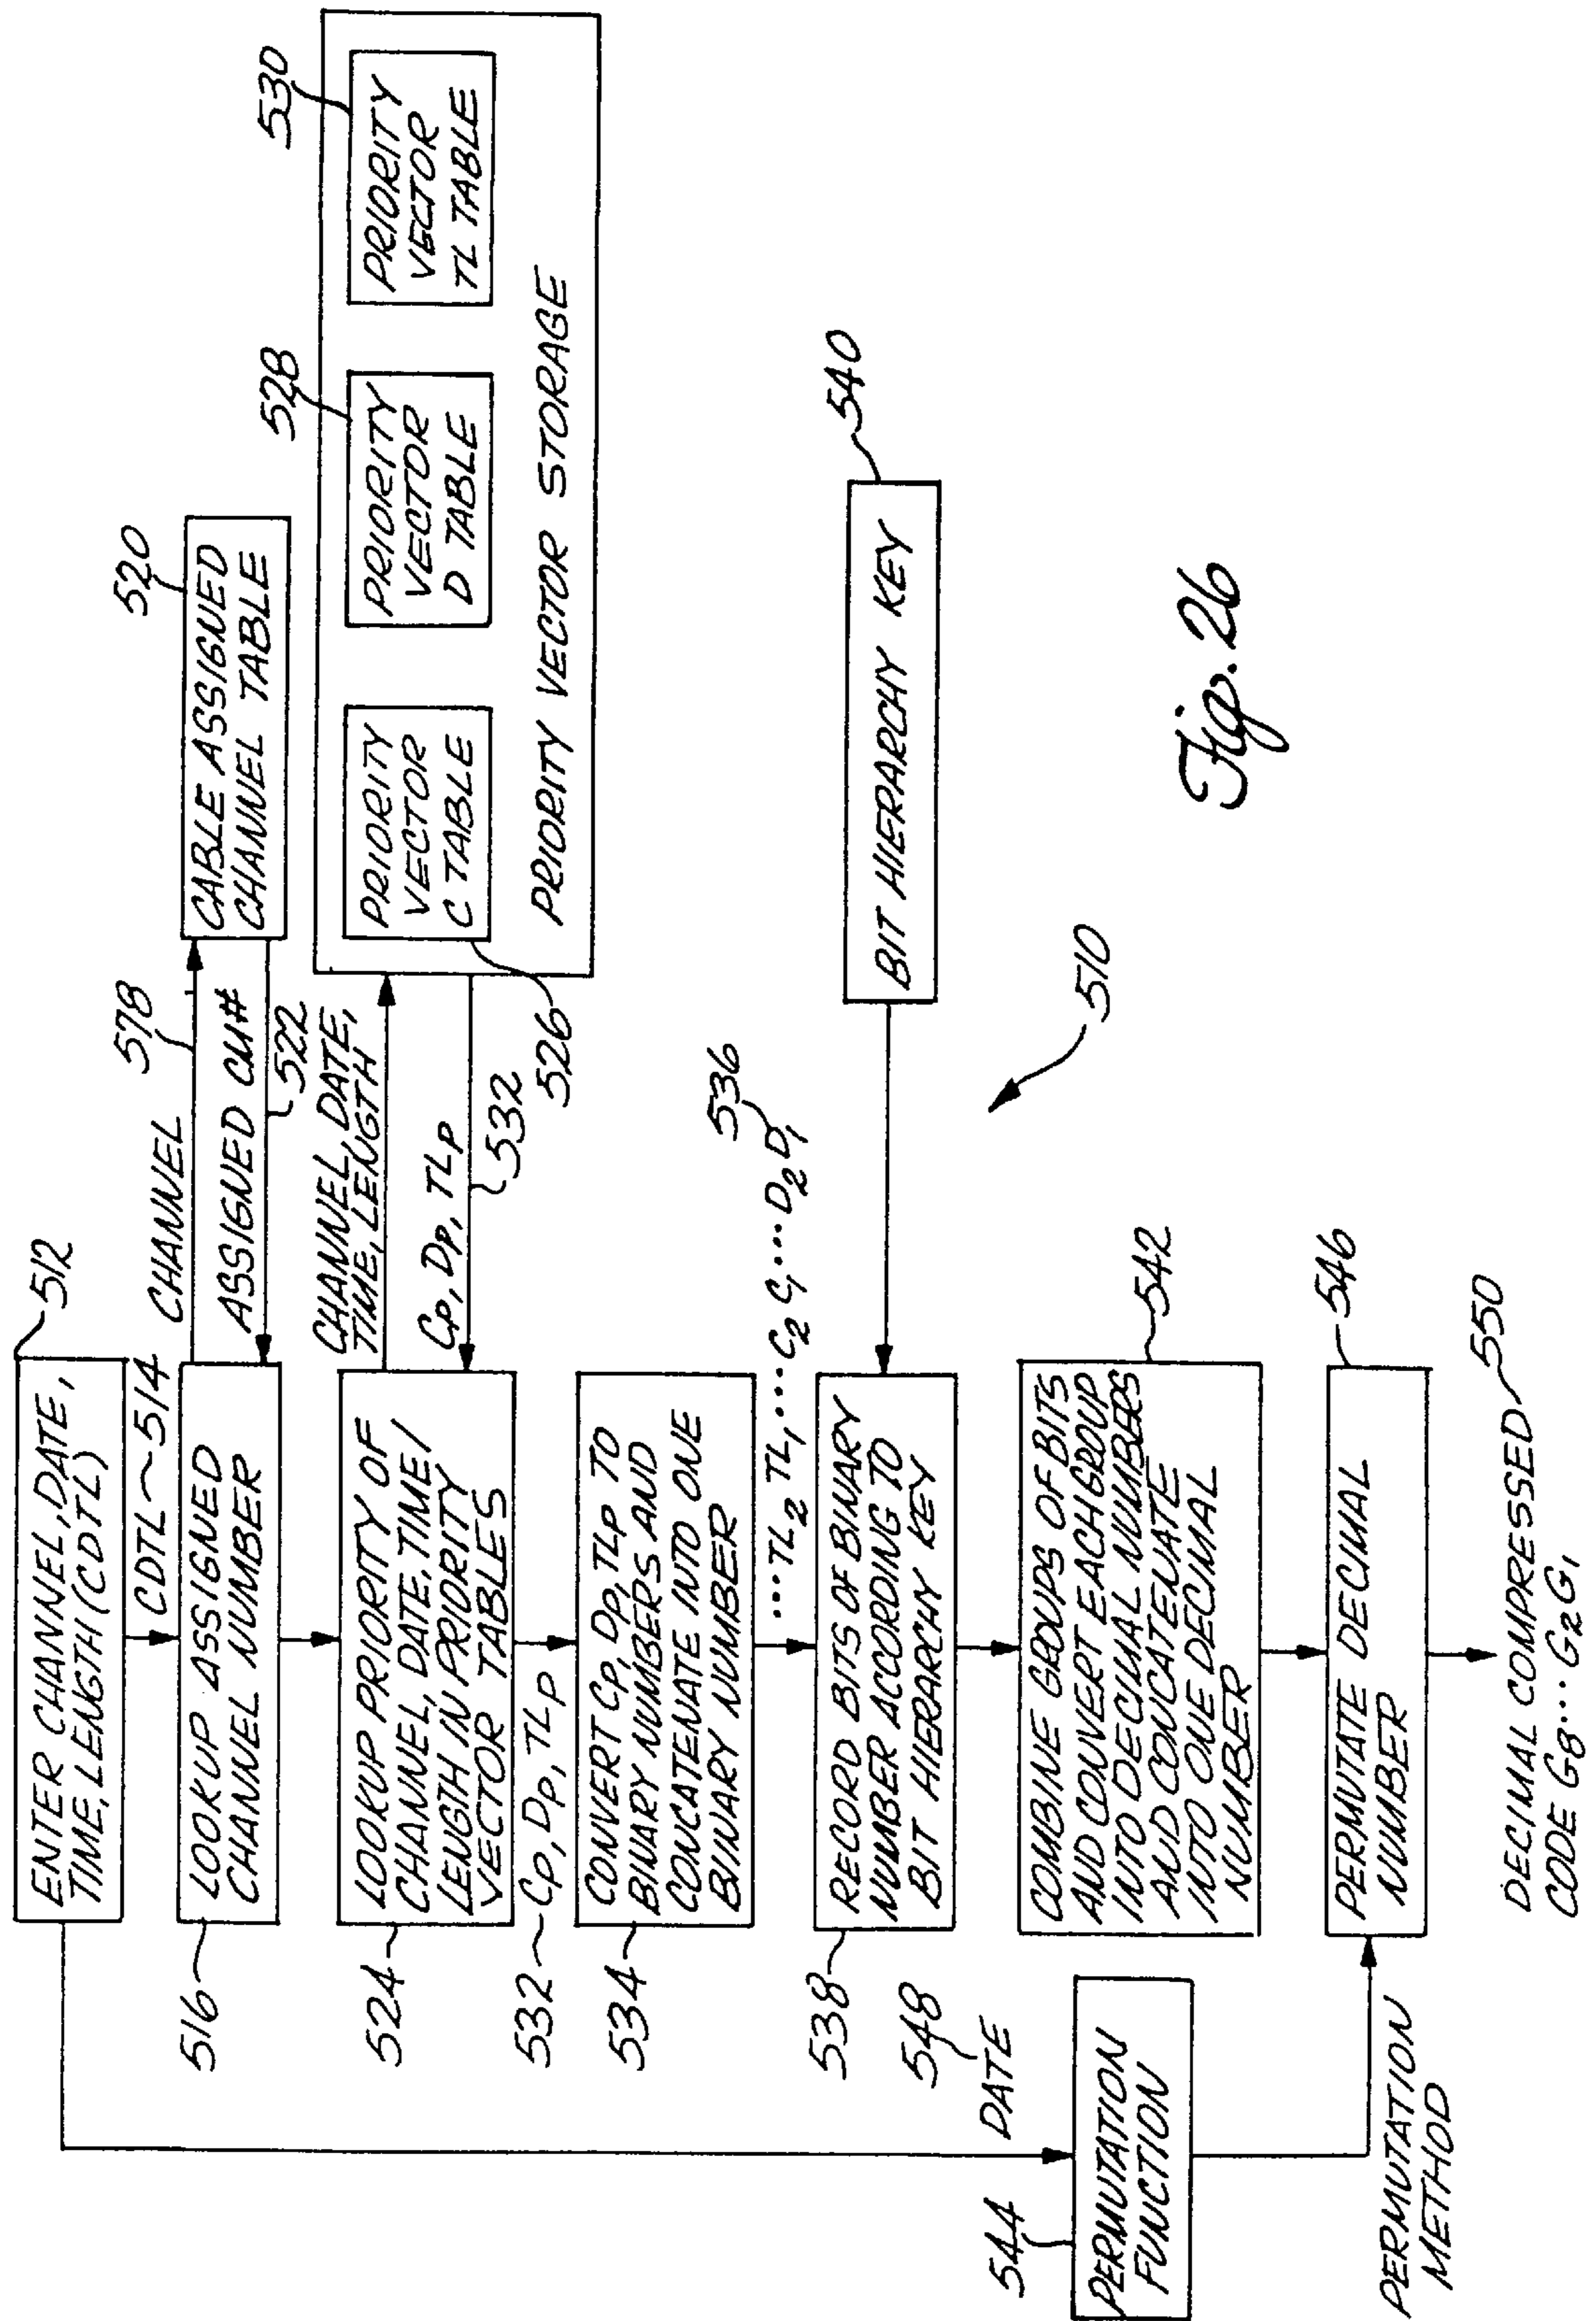 ENTER CHANNEL, DATE,
TIME, LENGTH (CDTL)
512
CDTL
514
LOOKUP ASSIGNED
CHANNEL NUMBER
516
CHANNEL
578
ASSIGNED CH#
522
CABLE ASSIGNED
CHANNEL TABLE
520
LOOKUP PRIORITY OF
CHANNEL, DATE, TIME/
LENGTH IN PRIORITY
VECTOR TABLES
524
CHANNEL, DATE,
TIME, LENGTH
CP, DP, TLP
532
PRIORITY
VECTOR
C TABLE
526
PRIORITY
VECTOR
D TABLE
528
PRIORITY
VECTOR
TL TABLE
530
PRIORITY VECTOR STORAGE
532
CP, DP, TLP
CONVERT CP, DP, TLP TO
BINARY NUMBERS AND
CONCATENATE INTO ONE
BINARY NUMBER
534
...TL2 TL1...C2 C1...D2 D1
536
RECORD BITS OF BINARY
NUMBER ACCORDING TO
BIT HIERARCHY KEY
538
BIT HIERARCHY KEY
540
COMBINE GROUPS OF BITS
AND CONVERT EACH GROUP
INTO DECIMAL NUMBERS
AND CONCATENATE
INTO ONE DECIMAL
NUMBER
542
548
DATE
PERMUTATION
FUNCTION
544
PERMUTATION
METHOD
PERMUTATE DECIMAL
NUMBER
546
DECIMAL COMPRESSED
CODE G8...G2G1
550
510
Fig. 26